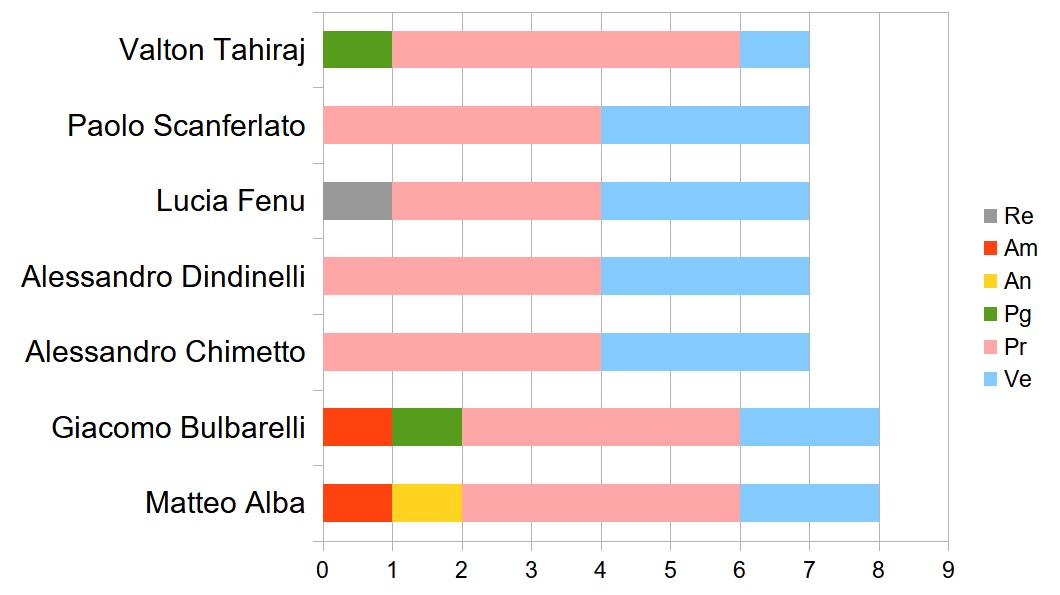 Valton Tahiraj
Paolo Scanferlato
Lucia Fenu
Alessandro Dindinelli
Alessandro Chimetto
Giacomo Bulbarelli
Matteo Alba
0 1 2 3 4 5 6 7 8 9
Re
Am
An
Pg
Pr
Ve